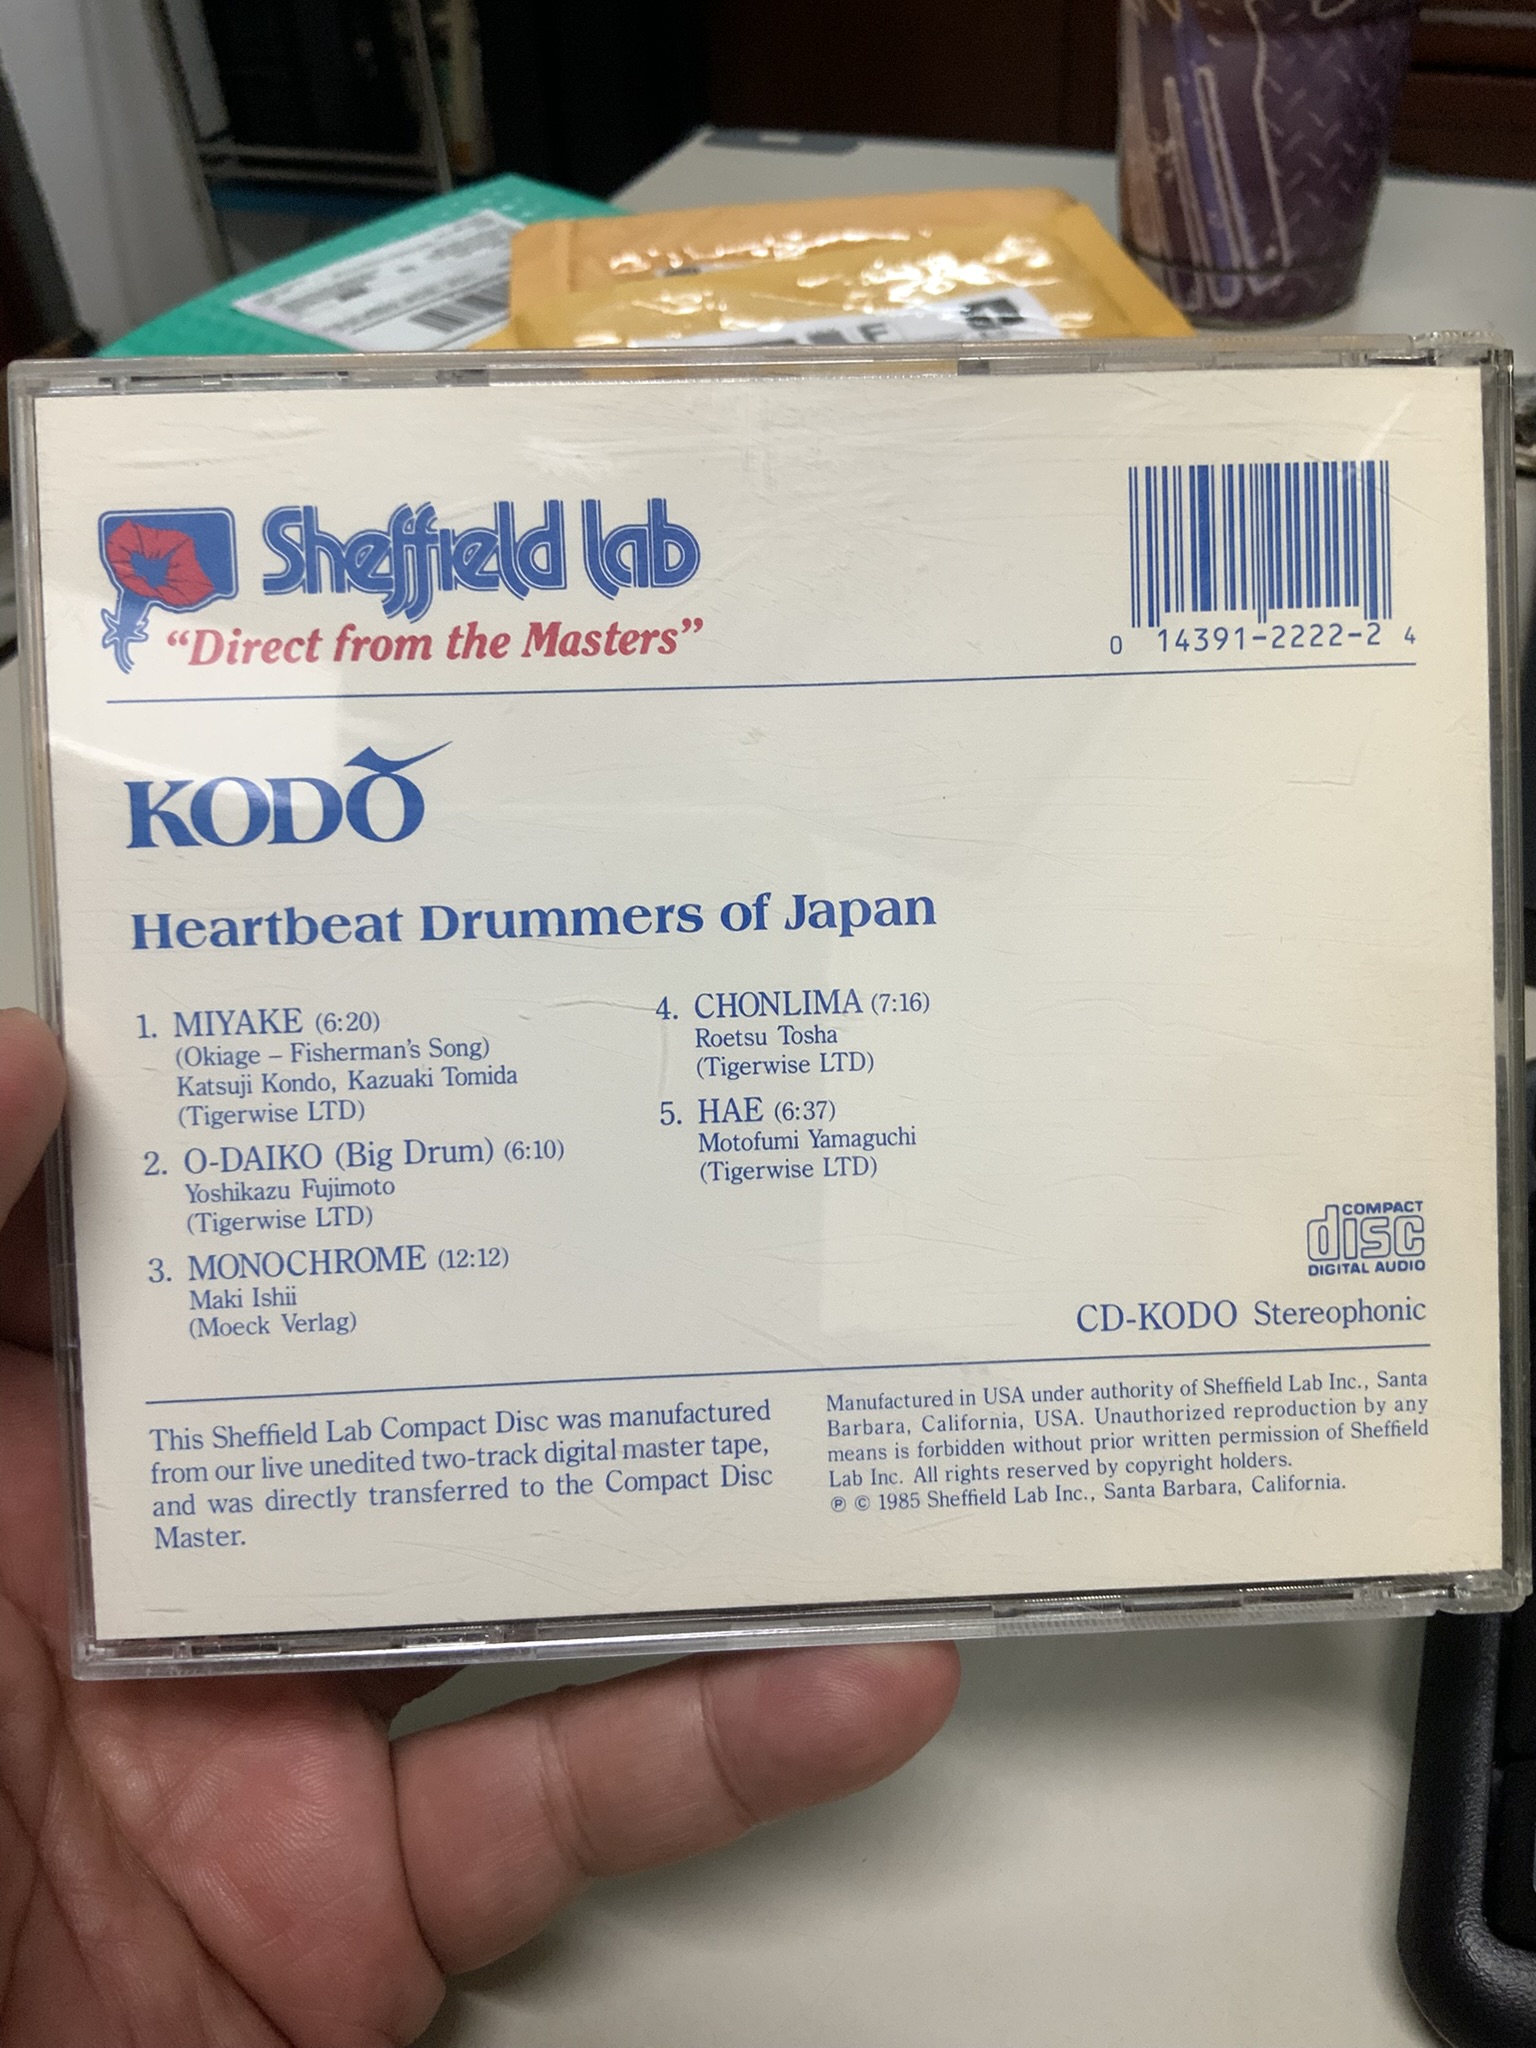 Sheffield Lab
"Direct from the Masters"
0 14391-2222-2 4
KODŌ
Heartbeat Drummers of Japan
1. MIYAKE (6:20)
(Okiage – Fisherman's Song)
Katsuji Kondo, Kazuaki Tomida
(Tigerwise LTD)
2. O-DAIKO (Big Drum) (6:10)
Yoshikazu Fujimoto
(Tigerwise LTD)
3. MONOCHROME (12:12)
Maki Ishii
(Moeck Verlag)
4. CHONLIMA (7:16)
Roetsu Tosha
(Tigerwise LTD)
5. HAE (6:37)
Motofumi Yamaguchi
(Tigerwise LTD)
COMPACT
disc
DIGITAL AUDIO
CD-KODO Stereophonic
This Sheffield Lab Compact Disc was manufactured
from our live unedited two-track digital master tape,
and was directly transferred to the Compact Disc
Master.
Manufactured in USA under authority of Sheffield Lab Inc., Santa
Barbara, California, USA. Unauthorized reproduction by any
means is forbidden without prior written permission of Sheffield
Lab Inc. All rights reserved by copyright holders.
℗ © 1985 Sheffield Lab Inc., Santa Barbara, California.